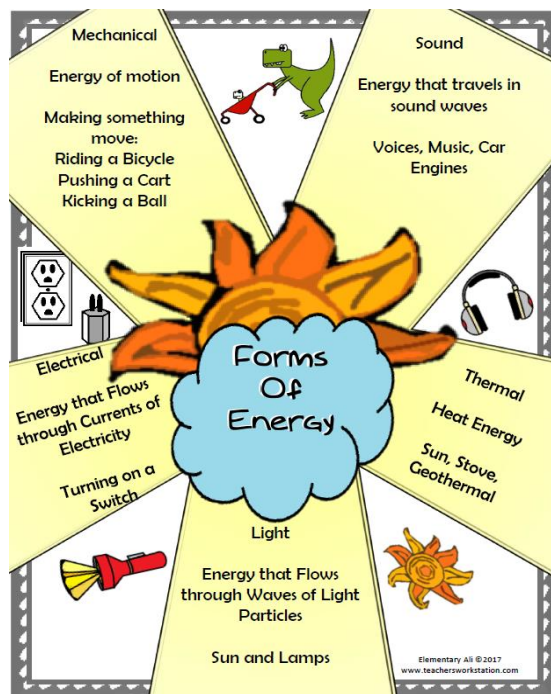 Mechanical
Energy of motion
Making something
move:
Riding a Bicycle
Pushing a Cart
Kicking a Ball
Sound
Energy that travels in
sound waves
Voices, Music, Car
Engines
Forms
Of
Energy
Electrical
Energy that Flows
through Currents of
Electricity
Turning on a
Switch
Thermal
Heat Energy
Sun, Stove,
Geothermal
Light
Energy that Flows
through Waves of Light
Particles
Sun and Lamps
Elementary Ali ©2017
www.teachersworkstation.com